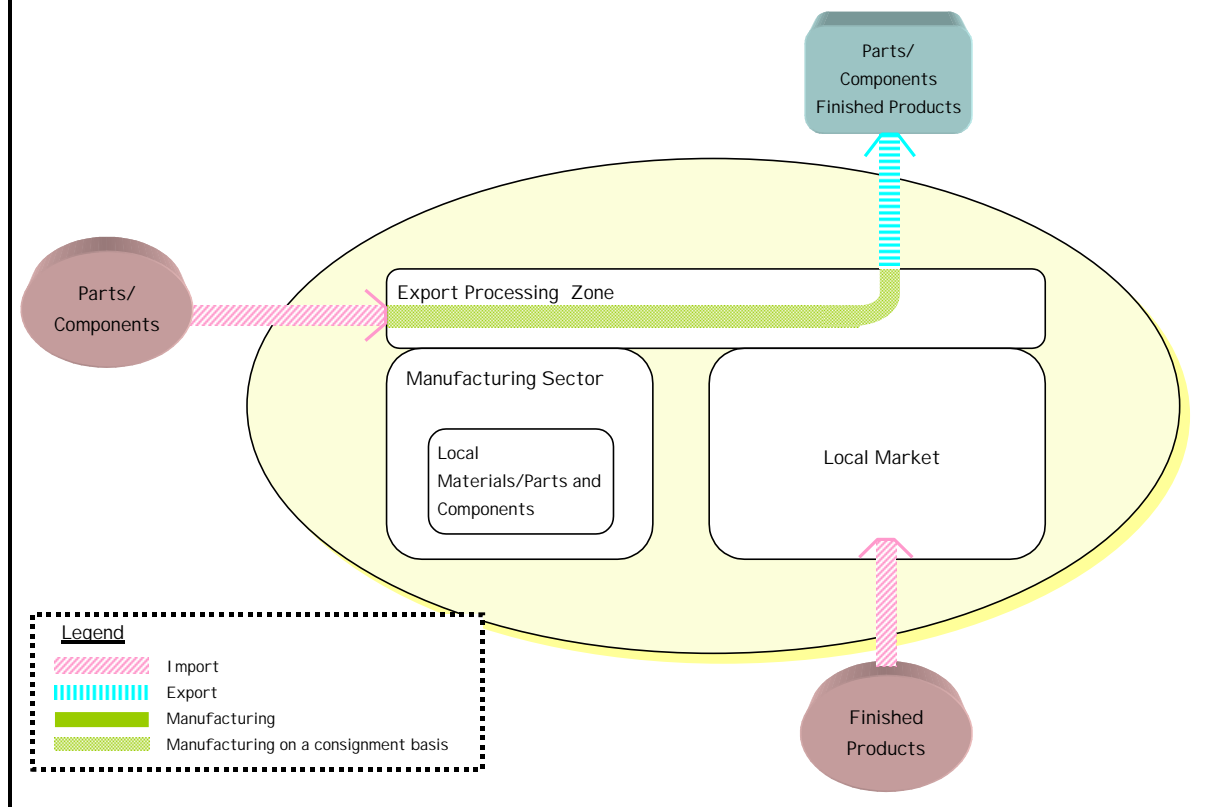 Parts/
Components
Finished Products
Parts/
Components
Export Processing Zone
Manufacturing Sector
Local
Materials/Parts and
Components
Local Market
Finished
Products
Legend
Import
Export
Manufacturing
Manufacturing on a consignment basis